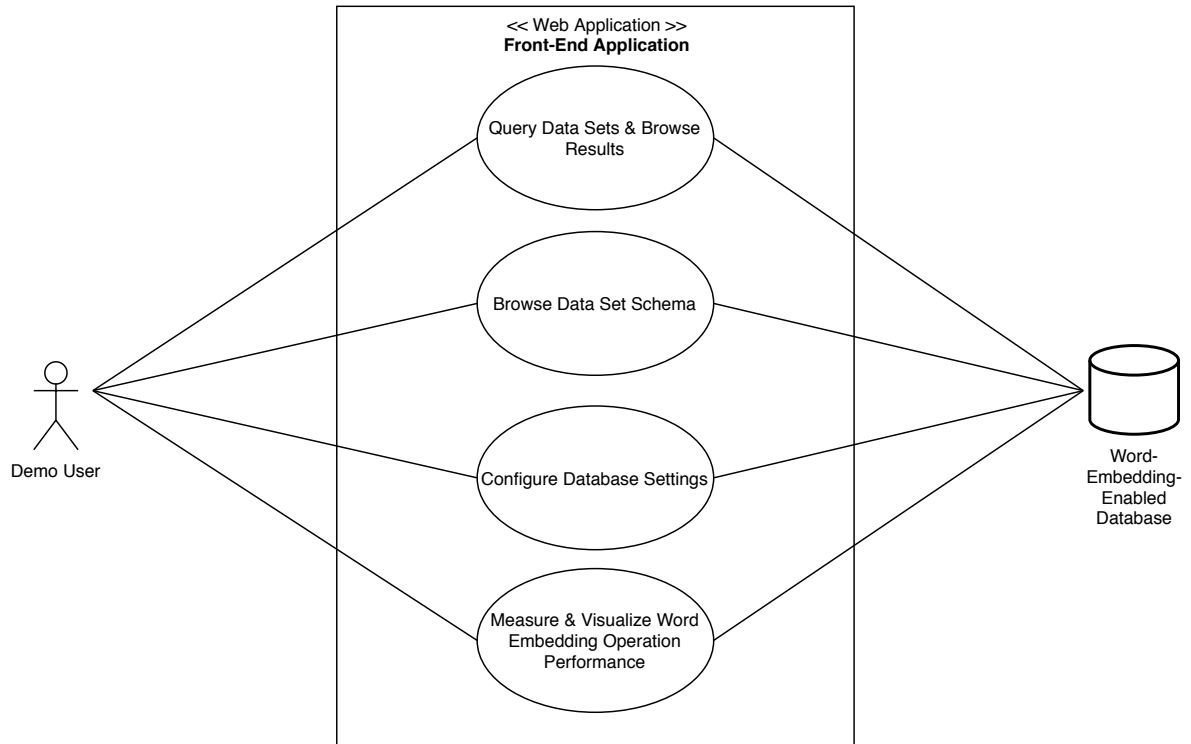 << Web Application >>
Front-End Application
Query Data Sets & Browse
Results
Browse Data Set Schema
Demo User
Configure Database Settings
Word-
Embedding-
Enabled
Database
Measure & Visualize Word
Embedding Operation
Performance